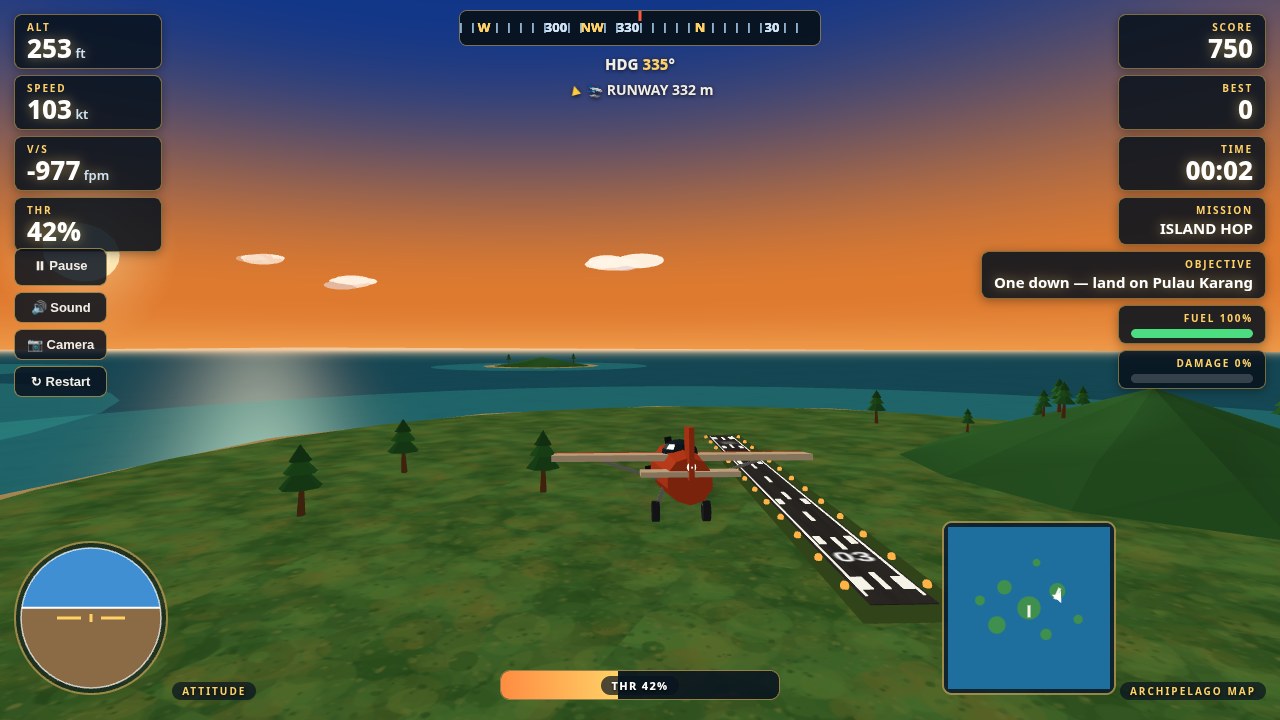 ALT
253 ft
SPEED
103 kt
V/S
-977 fpm
THR
42%
⏸ Pause
🔊 Sound
📷 Camera
↻ Restart
W 300 NW 330 N 30
HDG 335°
RUNWAY 332 m
SCORE
750
BEST
0
TIME
00:02
MISSION
ISLAND HOP
OBJECTIVE
One down — land on Pulau Karang
FUEL 100%
DAMAGE 0%
03
ATTITUDE
THR 42%
ARCHIPELAGO MAP